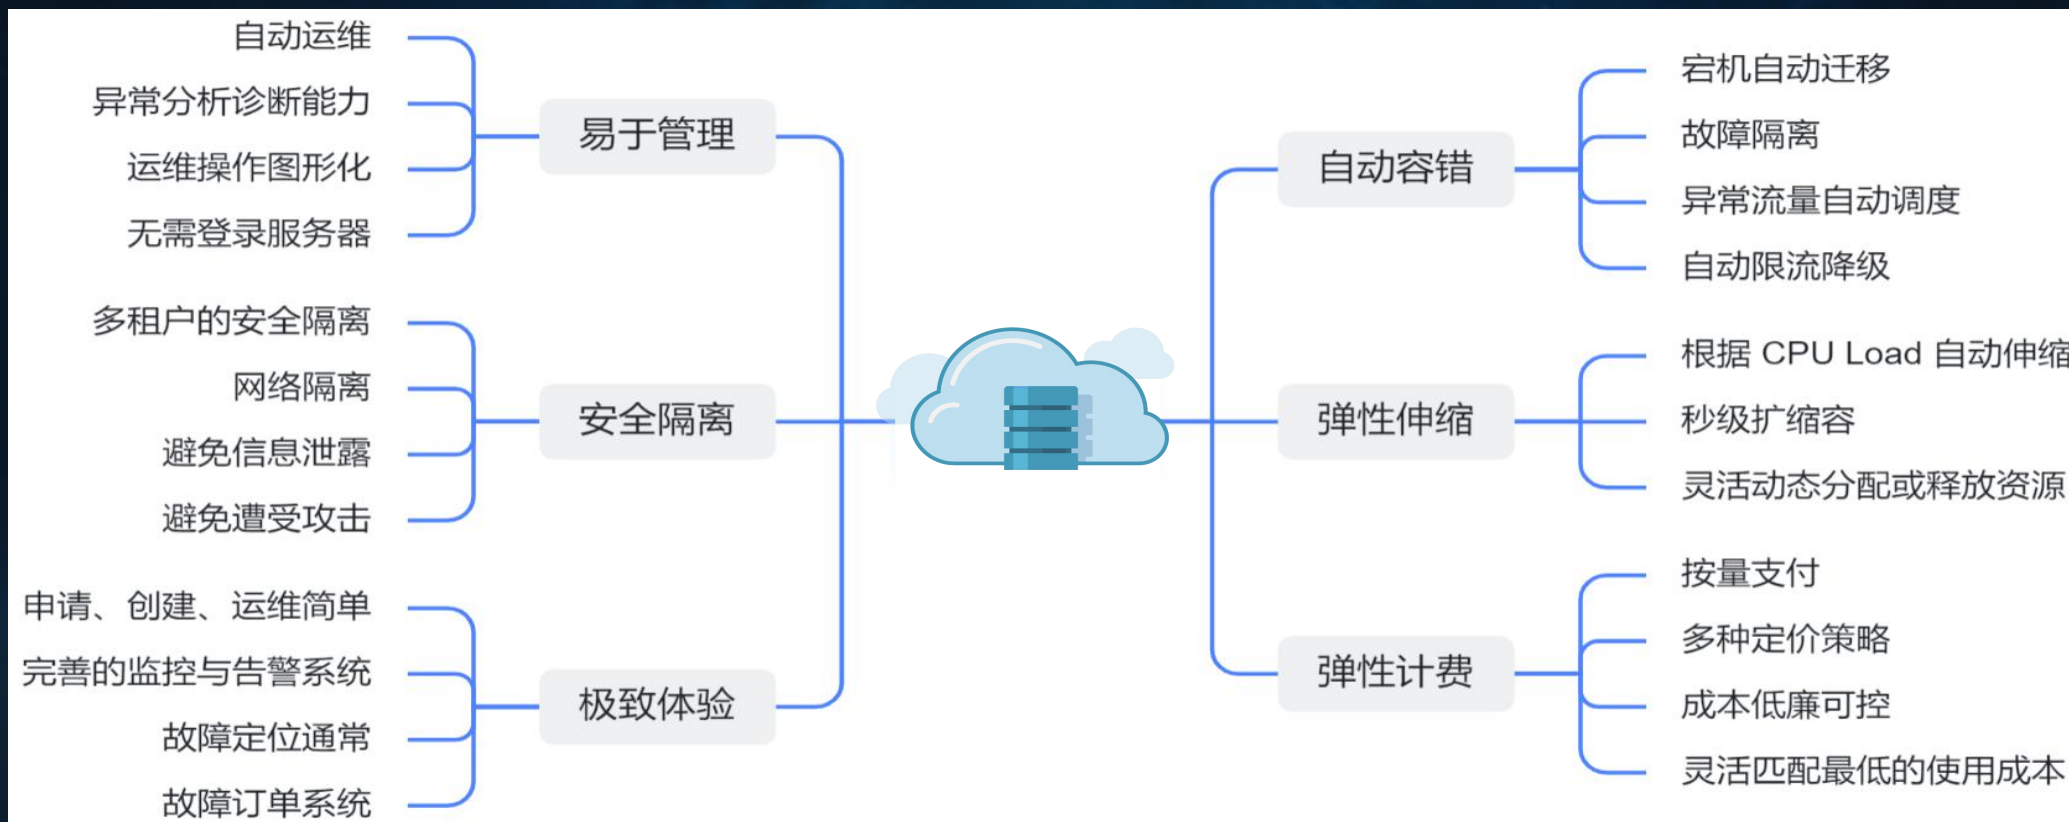 自动运维
异常分析诊断能力
运维操作图形化
无需登录服务器
易于管理
多租户的安全隔离
网络隔离
避免信息泄露
避免遭受攻击
安全隔离
申请、创建、运维简单
完善的监控与告警系统
故障定位通常
故障订单系统
极致体验
自动容错
宕机自动迁移
故障隔离
异常流量自动调度
自动限流降级
弹性伸缩
根据 CPU Load 自动伸缩
秒级扩缩容
灵活动态分配或释放资源
弹性计费
按量支付
多种定价策略
成本低廉可控
灵活匹配最低的使用成本